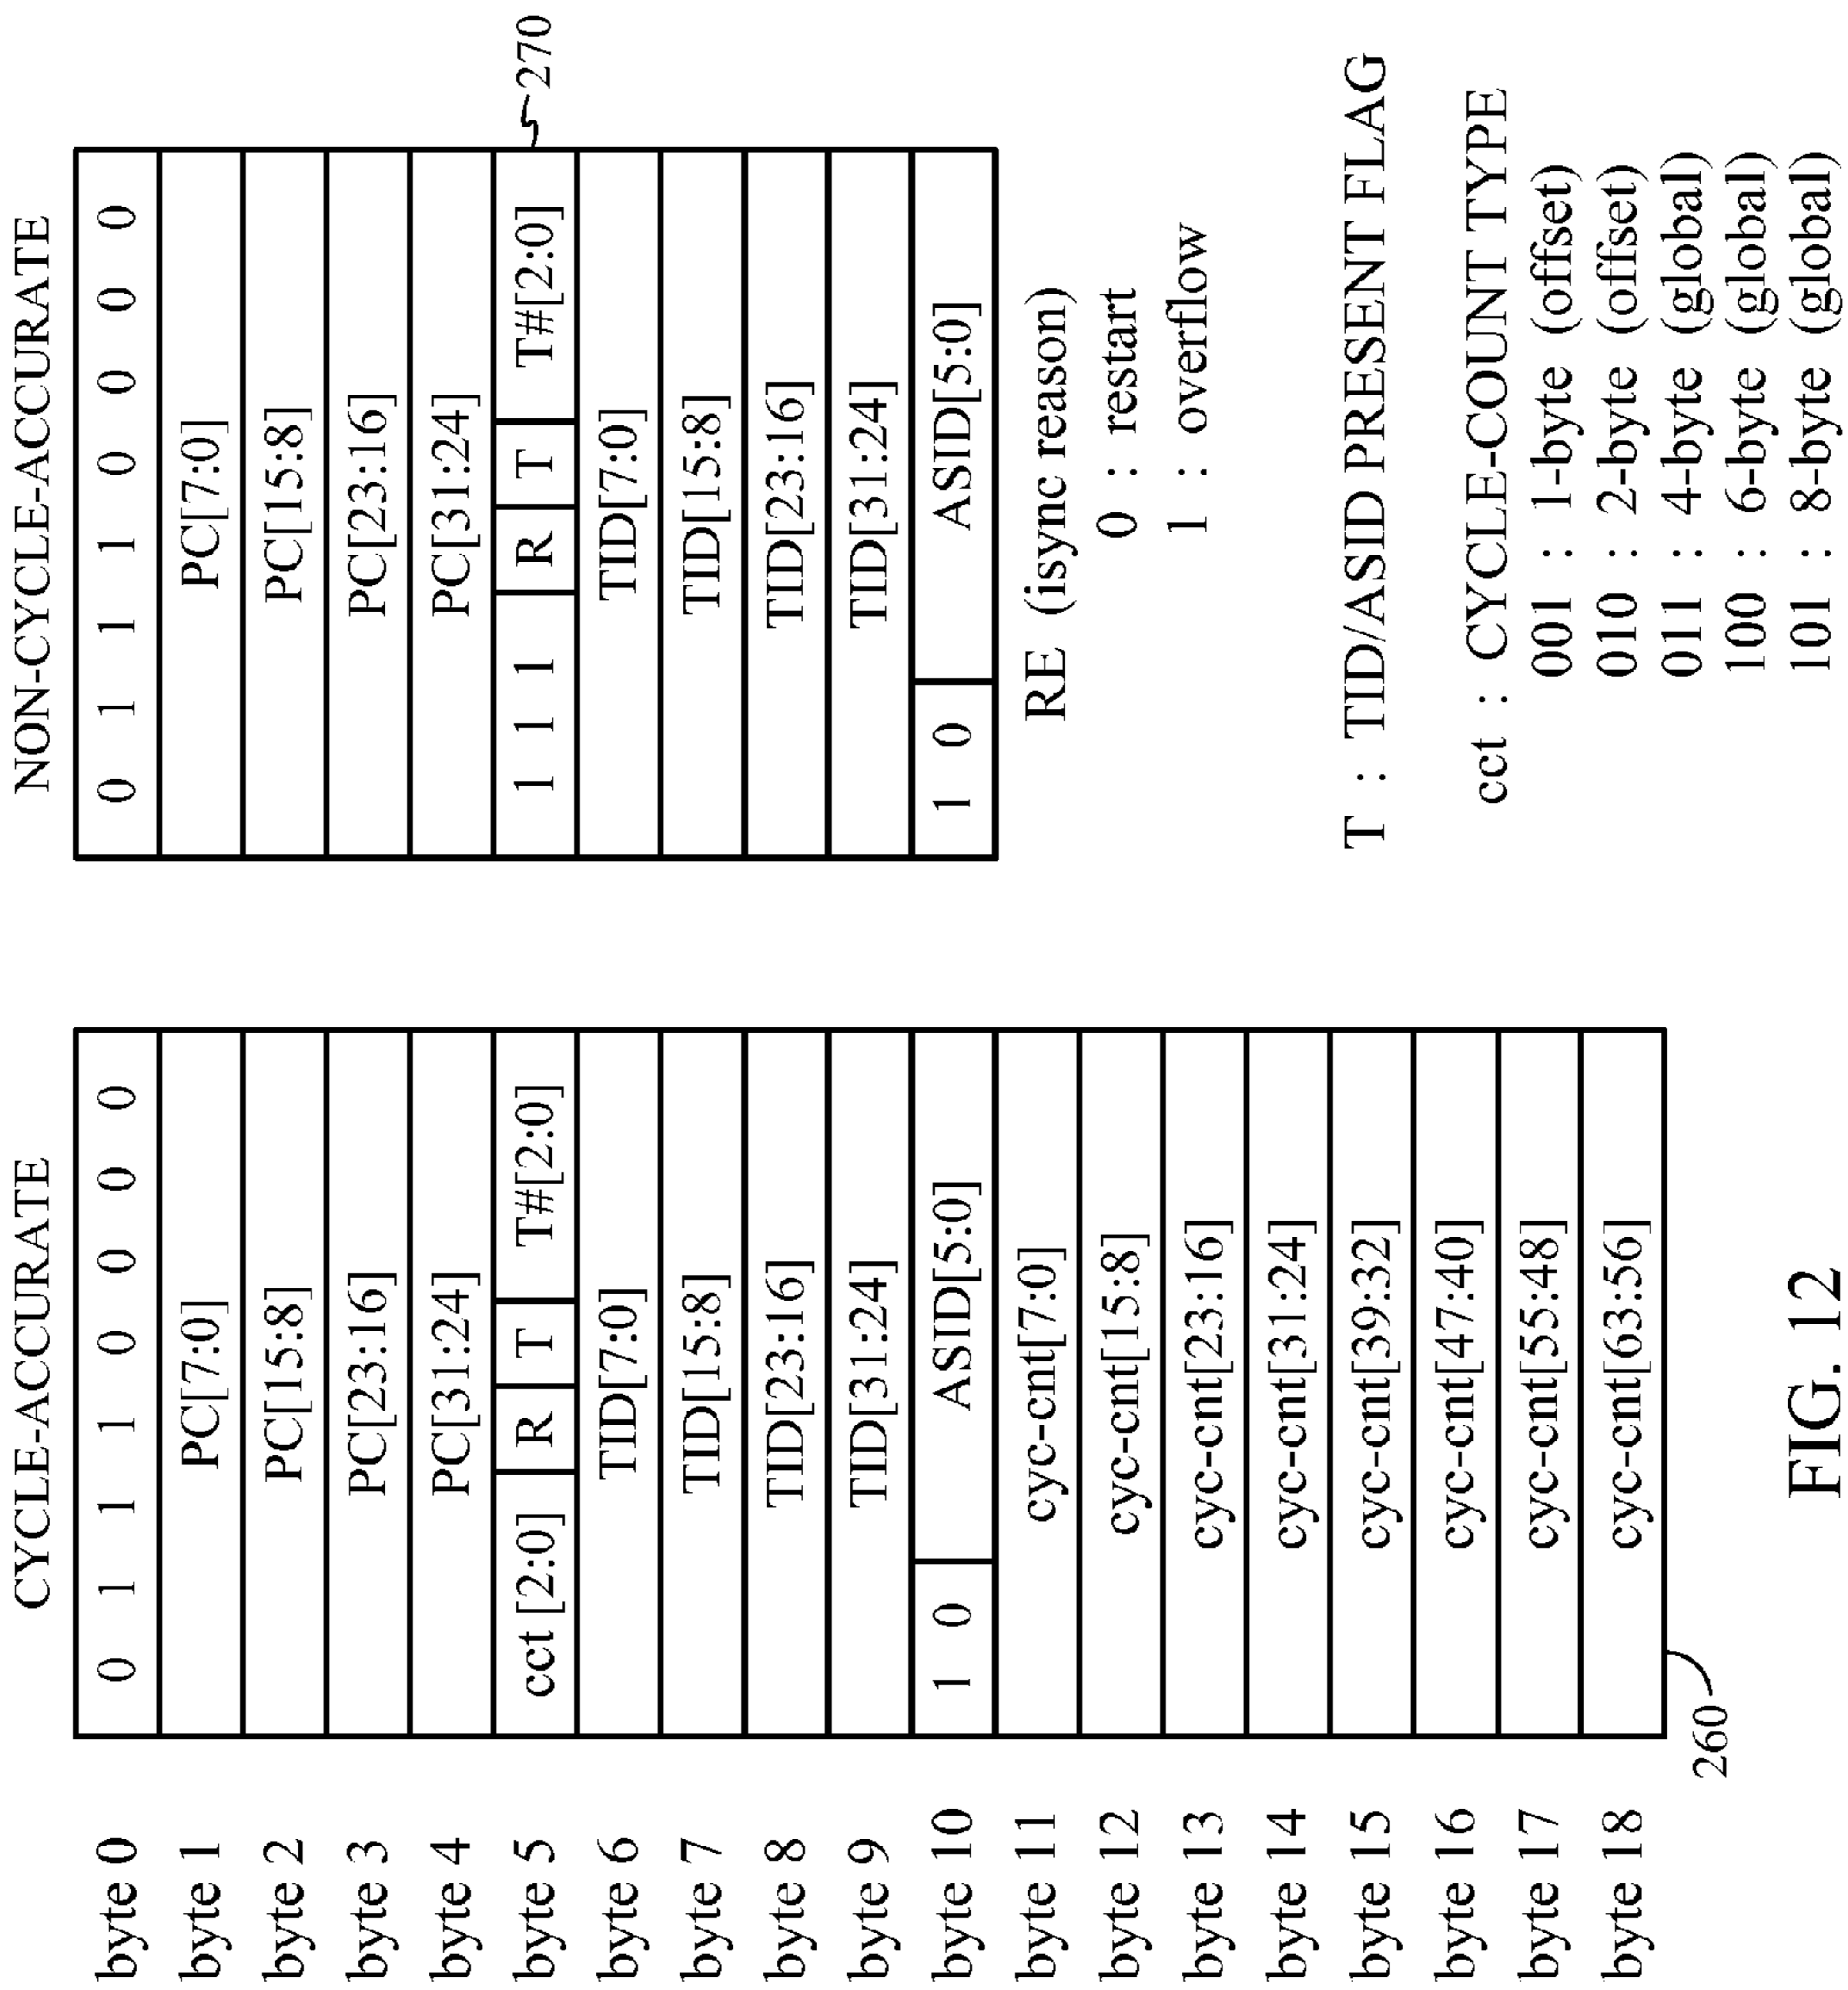 CYCLE-ACCURATE NON-CYCLE-ACCURATE
byte 0 0 1 1 1 0 0 0 0 0 1 1 1 0 0 0 0
byte 1 PC[7:0] PC[7:0]
byte 2 PC[15:8] PC[15:8]
byte 3 PC[23:16] PC[23:16]
byte 4 PC[31:24] PC[31:24]
byte 5 cct [2:0] R T T#[2:0] 1 1 1 R T T#[2:0] 270
byte 6 TID[7:0] TID[7:0]
byte 7 TID[15:8] TID[15:8]
byte 8 TID[23:16] TID[23:16]
byte 9 TID[31:24] TID[31:24]
byte 10 1 0 ASID[5:0] 1 0 ASID[5:0]
byte 11 cyc-cnt[7:0]
byte 12 cyc-cnt[15:8]
byte 13 cyc-cnt[23:16]
byte 14 cyc-cnt[31:24]
byte 15 cyc-cnt[39:32]
byte 16 cyc-cnt[47:40]
byte 17 cyc-cnt[55:48]
byte 18 cyc-cnt[63:56]
260
RE (isync reason)
0 : restart
1 : overflow
T : TID/ASID PRESENT FLAG
cct : CYCLE-COUNT TYPE
001 : 1-byte (offset)
010 : 2-byte (offset)
011 : 4-byte (global)
100 : 6-byte (global)
101 : 8-byte (global)
FIG. 12